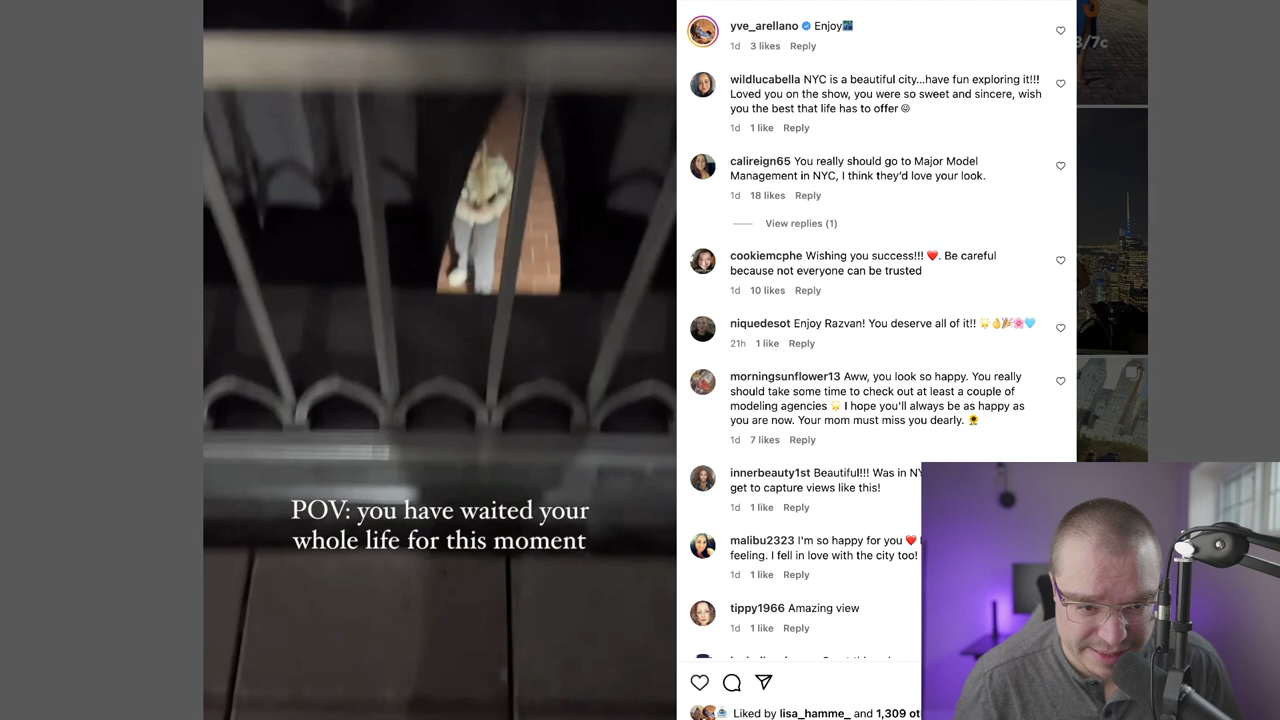 POV: you have waited your
whole life for this moment
yve_arellano Enjoy
1d 3 likes Reply
wildlucabella NYC is a beautiful city...have fun exploring it!!!
Loved you on the show, you were so sweet and sincere, wish
you the best that life has to offer
1d 1 like Reply
calireign65 You really should go to Major Model
Management in NYC, I think they'd love your look.
1d 18 likes Reply
View replies (1)
cookiemcphe Wishing you success!!! ❤️. Be careful
because not everyone can be trusted
1d 10 likes Reply
niquedesot Enjoy Razvan! You deserve all of it!! 🌟👌🎉🌸🩵
21h 1 like Reply
morningsunflower13 Aww, you look so happy. You really
should take some time to check out at least a couple of
modeling agencies 🌟 I hope you'll always be as happy as
you are now. Your mom must miss you dearly. 🌻
1d 7 likes Reply
innerbeauty1st Beautiful!!! Was in NY
get to capture views like this!
1d 1 like Reply
malibu2323 I'm so happy for you ❤️
feeling. I fell in love with the city too!
1d 1 like Reply
tippy1966 Amazing view
1d 1 like Reply
Liked by lisa_hamme_ and 1,309 ot
/7c